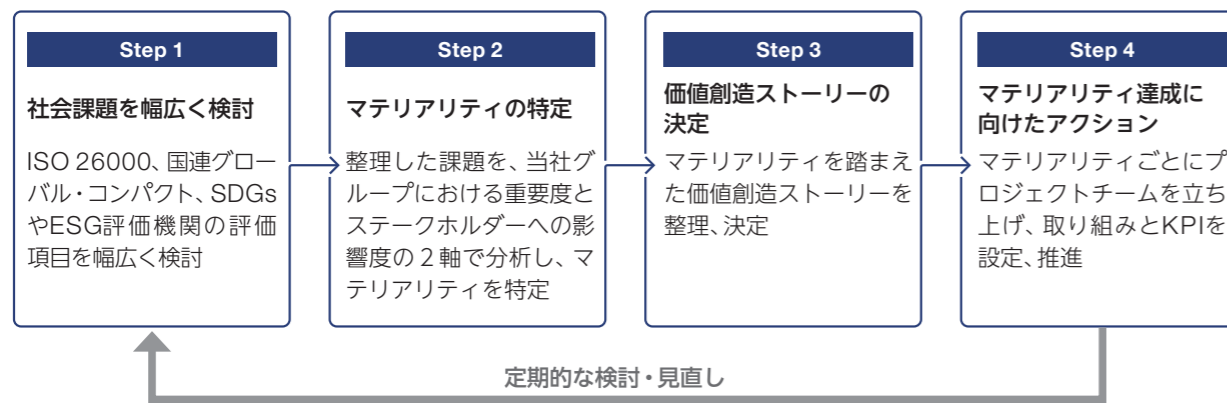 Step 1
社会課題を幅広く検討
ISO 26000、国連グロー
バル・コンパクト、SDGs
やESG評価機関の評価
項目を幅広く検討
Step 2
マテリアリティの特定
整理した課題を、当社グ
ループにおける重要度と
ステークホルダーへの影
響度の２軸で分析し、マ
テリアリティを特定
Step 3
価値創造ストーリーの
決定
マテリアリティを踏まえ
た価値創造ストーリーを
整理、決定
Step 4
マテリアリティ達成に
向けたアクション
マテリアリティごとにプ
ロジェクトチームを立ち
上げ、取り組みとKPIを
設定、推進
定期的な検討・見直し